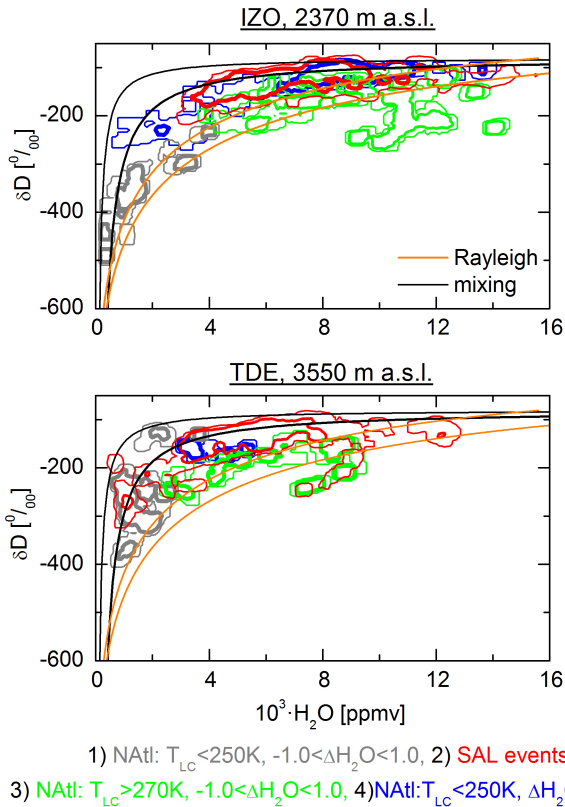 IZO, 2370 m a.s.l.
-200
-400
-600
δD [⁰/₀₀]
Rayleigh
mixing
0 4 8 12 16
TDE, 3550 m a.s.l.
-200
-400
-600
δD [⁰/₀₀]
0 4 8 12 16
10³·H₂O [ppmv]
1) NAtl: T_LC<250K, -1.0<ΔH₂O<1.0, 2) SAL events
3) NAtl: T_LC>270K, -1.0<ΔH₂O<1.0, 4)NAtl:T_LC<250K, ΔH₂